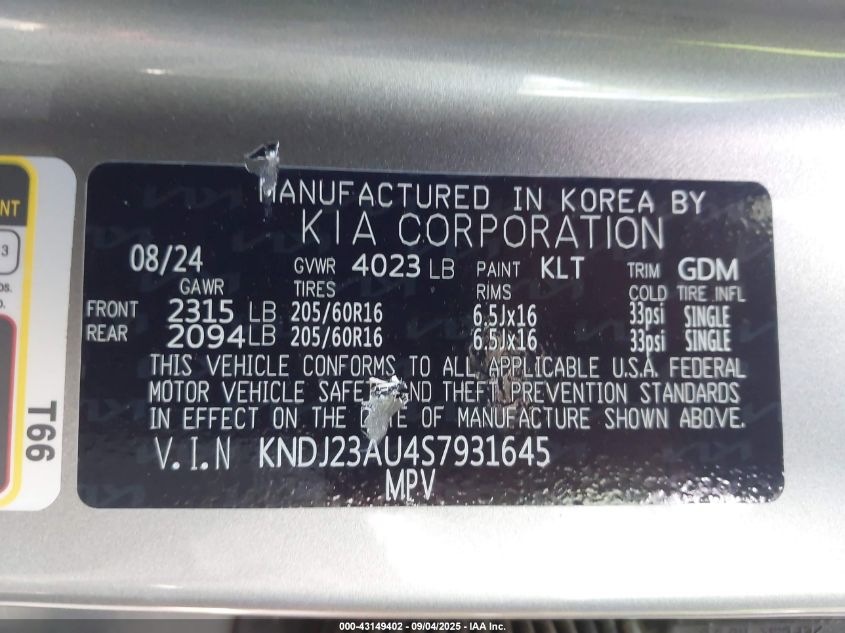 MANUFACTURED IN KOREA BY
KIA CORPORATION
08/24 GVWR 4023 LB PAINT KLT TRIM GDM
GAWR TIRES RIMS COLD TIRE INFL
FRONT 2315 LB 205/60R16 6.5Jx16 33psi SINGLE
REAR 2094 LB 205/60R16 6.5Jx16 33psi SINGLE
THIS VEHICLE CONFORMS TO ALL APPLICABLE U.S.A. FEDERAL
MOTOR VEHICLE SAFETY AND THEFT PREVENTION STANDARDS
IN EFFECT ON THE DATE OF MANUFACTURE SHOWN ABOVE.
V.I.N KNDJ23AU4S7931645
MPV
T66
000-43149402 - 09/04/2025 - IAA Inc.